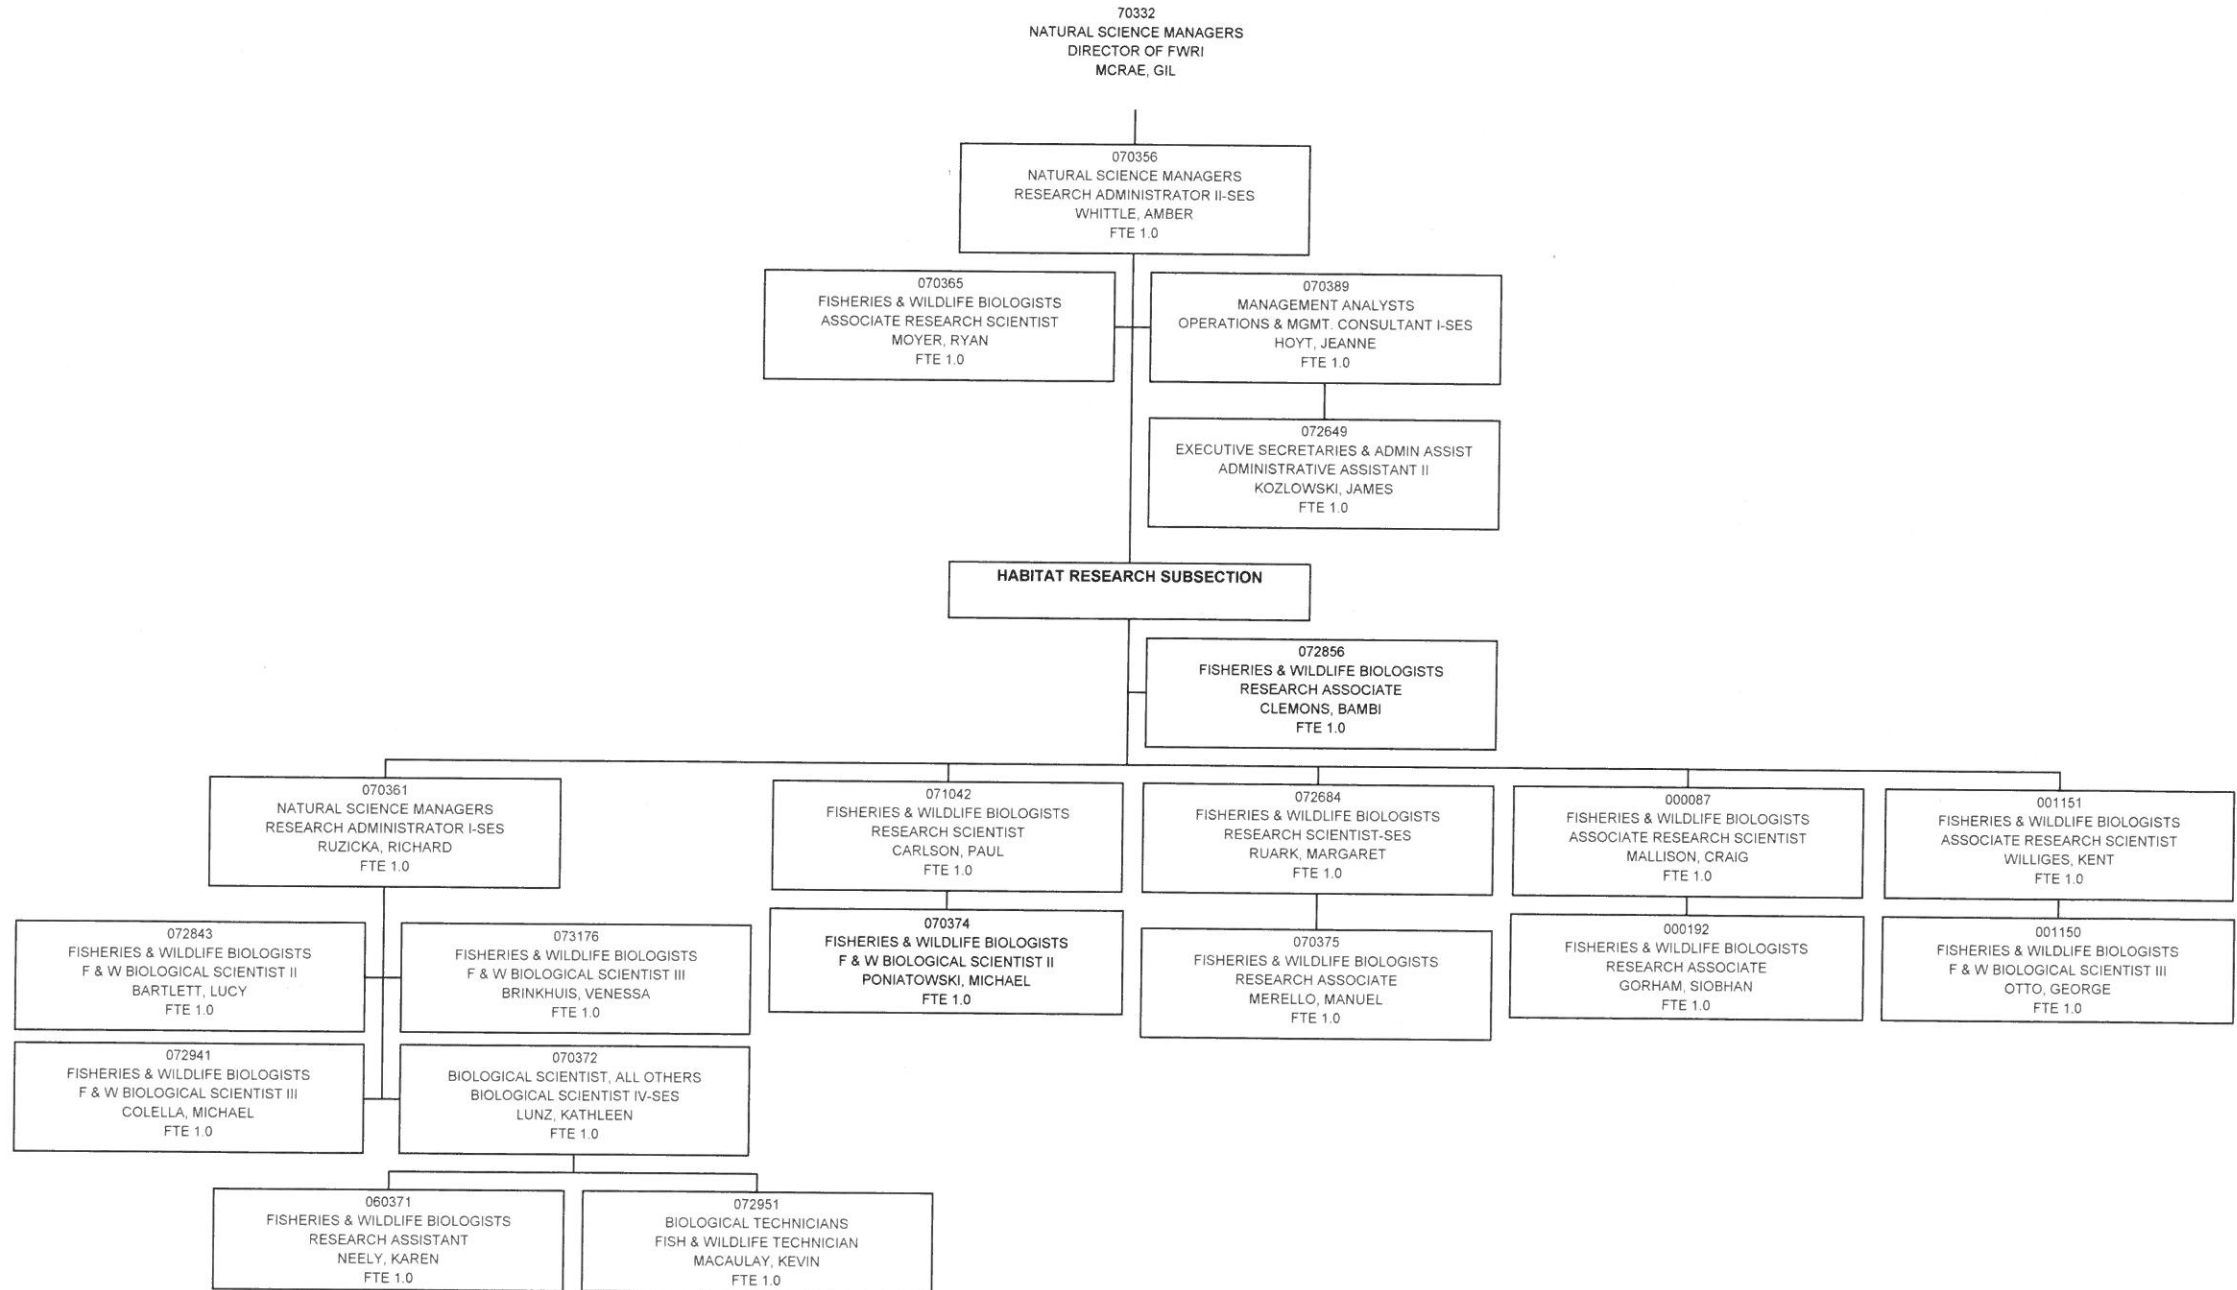 70332
NATURAL SCIENCE MANAGERS
DIRECTOR OF FWRI
MCRAE, GIL
070356
NATURAL SCIENCE MANAGERS
RESEARCH ADMINISTRATOR II-SES
WHITTLE, AMBER
FTE 1.0
070365
FISHERIES & WILDLIFE BIOLOGISTS
ASSOCIATE RESEARCH SCIENTIST
MOYER, RYAN
FTE 1.0
070389
MANAGEMENT ANALYSTS
OPERATIONS & MGMT. CONSULTANT I-SES
HOYT, JEANNE
FTE 1.0
072649
EXECUTIVE SECRETARIES & ADMIN ASSIST
ADMINISTRATIVE ASSISTANT II
KOZLOWSKI, JAMES
FTE 1.0
HABITAT RESEARCH SUBSECTION
072856
FISHERIES & WILDLIFE BIOLOGISTS
RESEARCH ASSOCIATE
CLEMONS, BAMBI
FTE 1.0
070361
NATURAL SCIENCE MANAGERS
RESEARCH ADMINISTRATOR I-SES
RUZICKA, RICHARD
FTE 1.0
071042
FISHERIES & WILDLIFE BIOLOGISTS
RESEARCH SCIENTIST
CARLSON, PAUL
FTE 1.0
072684
FISHERIES & WILDLIFE BIOLOGISTS
RESEARCH SCIENTIST-SES
RUARK, MARGARET
FTE 1.0
000087
FISHERIES & WILDLIFE BIOLOGISTS
ASSOCIATE RESEARCH SCIENTIST
MALLISON, CRAIG
FTE 1.0
001151
FISHERIES & WILDLIFE BIOLOGISTS
ASSOCIATE RESEARCH SCIENTIST
WILLIGES, KENT
FTE 1.0
072843
FISHERIES & WILDLIFE BIOLOGISTS
F & W BIOLOGICAL SCIENTIST II
BARTLETT, LUCY
FTE 1.0
073176
FISHERIES & WILDLIFE BIOLOGISTS
F & W BIOLOGICAL SCIENTIST III
BRINKHUIS, VENESSA
FTE 1.0
070374
FISHERIES & WILDLIFE BIOLOGISTS
F & W BIOLOGICAL SCIENTIST II
PONIATOWSKI, MICHAEL
FTE 1.0
070375
FISHERIES & WILDLIFE BIOLOGISTS
RESEARCH ASSOCIATE
MERELLO, MANUEL
FTE 1.0
000192
FISHERIES & WILDLIFE BIOLOGISTS
RESEARCH ASSOCIATE
GORHAM, SIOBHAN
FTE 1.0
001150
FISHERIES & WILDLIFE BIOLOGISTS
F & W BIOLOGICAL SCIENTIST III
OTTO, GEORGE
FTE 1.0
072941
FISHERIES & WILDLIFE BIOLOGISTS
F & W BIOLOGICAL SCIENTIST III
COLELLA, MICHAEL
FTE 1.0
070372
BIOLOGICAL SCIENTIST, ALL OTHERS
BIOLOGICAL SCIENTIST IV-SES
LUNZ, KATHLEEN
FTE 1.0
060371
FISHERIES & WILDLIFE BIOLOGISTS
RESEARCH ASSISTANT
NEELY, KAREN
FTE 1.0
072951
BIOLOGICAL TECHNICIANS
FISH & WILDLIFE TECHNICIAN
MACAULAY, KEVIN
FTE 1.0